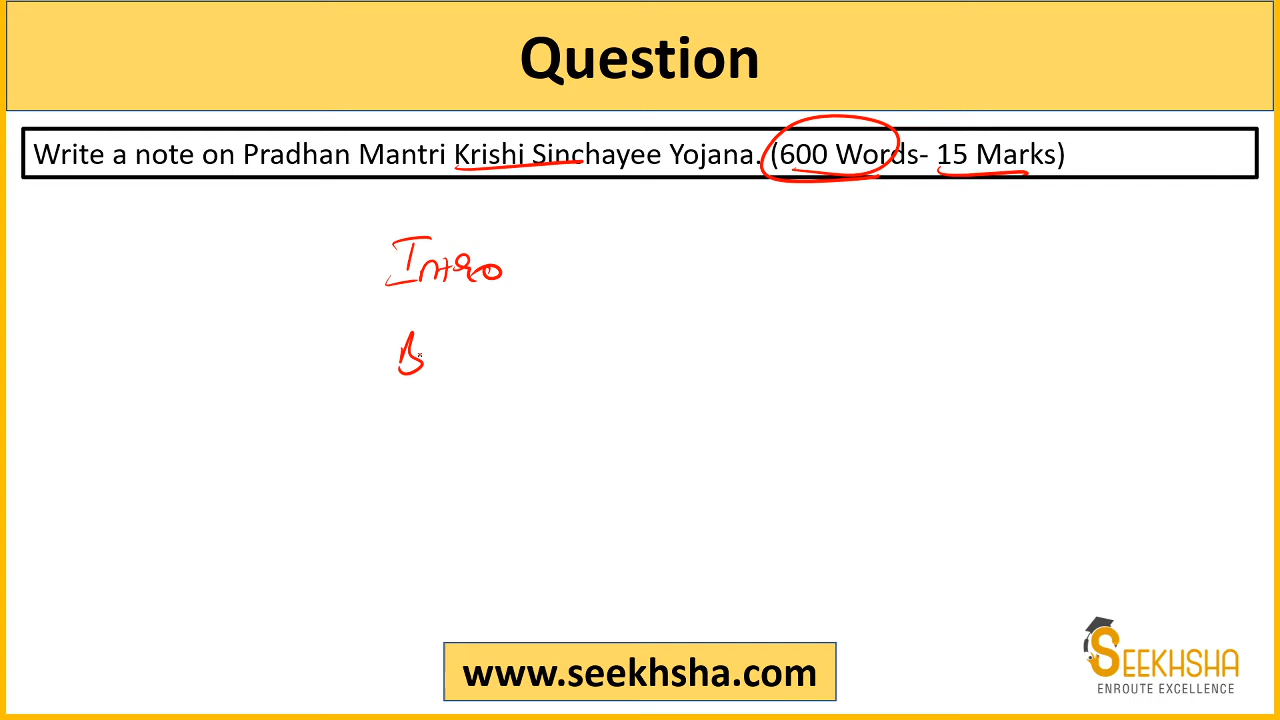 Question
Write a note on Pradhan Mantri Krishi Sinchayee Yojana. (600 Words- 15 Marks)
Intro
B
www.seekhsha.com
SEEKHSHA
ENROUTE EXCELLENCE